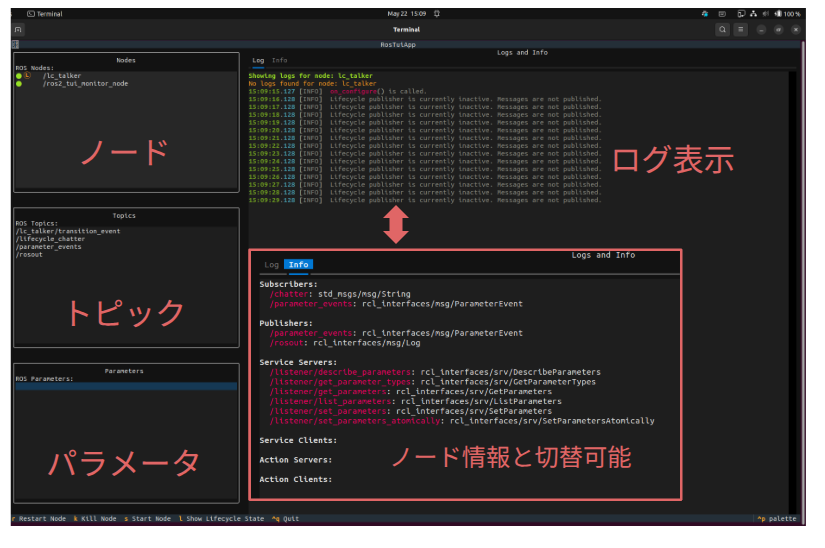 Terminal
May 22 15:09
100%
Terminal
RosTuiApp
Nodes
ROS Nodes:
/lc_talker
/ros2_tui_monitor_node
ノード
Topics
ROS Topics:
/lc_talker/transition_event
/lifecycle_chatter
/parameter_events
/rosout
トピック
Parameters
ROS Parameters:
パラメータ
Logs and Info
Log Info
Showing logs for node: lc_talker
No logs found for node: lc_talker
15:09:15.127 [INFO] on_configure() is called.
15:09:16.128 [INFO] Lifecycle publisher is currently inactive. Messages are not published.
15:09:17.128 [INFO] Lifecycle publisher is currently inactive. Messages are not published.
15:09:18.128 [INFO] Lifecycle publisher is currently inactive. Messages are not published.
15:09:19.128 [INFO] Lifecycle publisher is currently inactive. Messages are not published.
15:09:20.128 [INFO] Lifecycle publisher is currently inactive. Messages are not published.
15:09:21.128 [INFO] Lifecycle publisher is currently inactive. Messages are not published.
15:09:22.128 [INFO] Lifecycle publisher is currently inactive. Messages are not published.
15:09:23.128 [INFO] Lifecycle publisher is currently inactive. Messages are not published.
15:09:24.128 [INFO] Lifecycle publisher is currently inactive. Messages are not published.
15:09:25.128 [INFO] Lifecycle publisher is currently inactive. Messages are not published.
15:09:26.128 [INFO] Lifecycle publisher is currently inactive. Messages are not published.
15:09:27.128 [INFO] Lifecycle publisher is currently inactive. Messages are not published.
15:09:28.128 [INFO] Lifecycle publisher is currently inactive. Messages are not published.
15:09:29.128 [INFO] Lifecycle publisher is currently inactive. Messages are not published.
ログ表示
Logs and Info
Log Info
Subscribers:
/chatter: std_msgs/msg/String
/parameter_events: rcl_interfaces/msg/ParameterEvent
Publishers:
/parameter_events: rcl_interfaces/msg/ParameterEvent
/rosout: rcl_interfaces/msg/Log
Service Servers:
/listener/describe_parameters: rcl_interfaces/srv/DescribeParameters
/listener/get_parameter_types: rcl_interfaces/srv/GetParameterTypes
/listener/get_parameters: rcl_interfaces/srv/GetParameters
/listener/list_parameters: rcl_interfaces/srv/ListParameters
/listener/set_parameters: rcl_interfaces/srv/SetParameters
/listener/set_parameters_atomically: rcl_interfaces/srv/SetParametersAtomically
Service Clients:
Action Servers:
Action Clients:
ノード情報と切替可能
r Restart Node k Kill Node s Start Node l Show Lifecycle State ^q Quit
^p palette